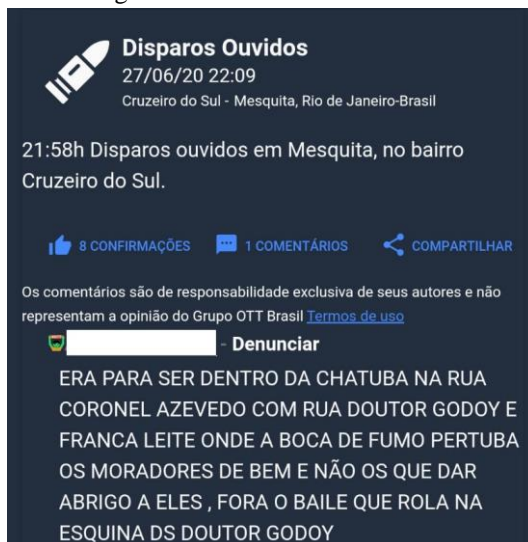 Disparos Ouvidos
27/06/20 22:09
Cruzeiro do Sul - Mesquita, Rio de Janeiro-Brasil
21:58h Disparos ouvidos em Mesquita, no bairro
Cruzeiro do Sul.
8 CONFIRMAÇÕES 1 COMENTÁRIOS COMPARTILHAR
Os comentários são de responsabilidade exclusiva de seus autores e não
representam a opinião do Grupo OTT Brasil Termos de uso
- Denunciar
ERA PARA SER DENTRO DA CHATUBA NA RUA
CORONEL AZEVEDO COM RUA DOUTOR GODOY E
FRANCA LEITE ONDE A BOCA DE FUMO PERTUBA
OS MORADORES DE BEM E NÃO OS QUE DAR
ABRIGO A ELES , FORA O BAILE QUE ROLA NA
ESQUINA DS DOUTOR GODOY